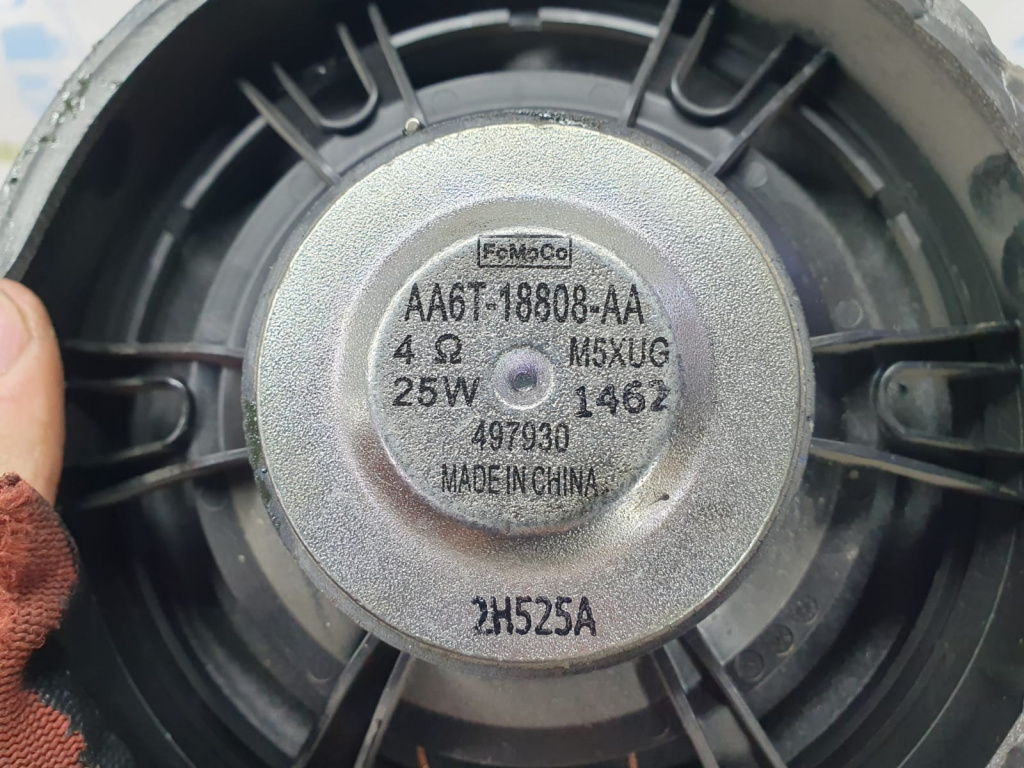 FoMoCo
AA6T-18808-AA
4 Ω M5XUG
25W 1462
497930
MADE IN CHINA
2H525A